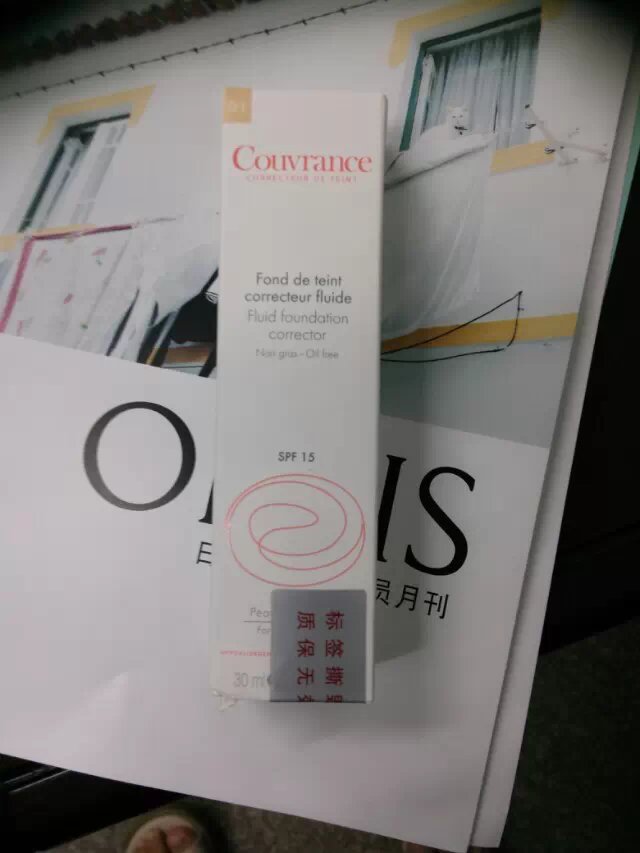 Couvrance
CORRECTEUR DE TEINT
Fond de teint
correcteur fluide
Fluid foundation
corrector
Non gras - Oil free
SPF 15
IS
月刊
标签撕
质保无
30 ml